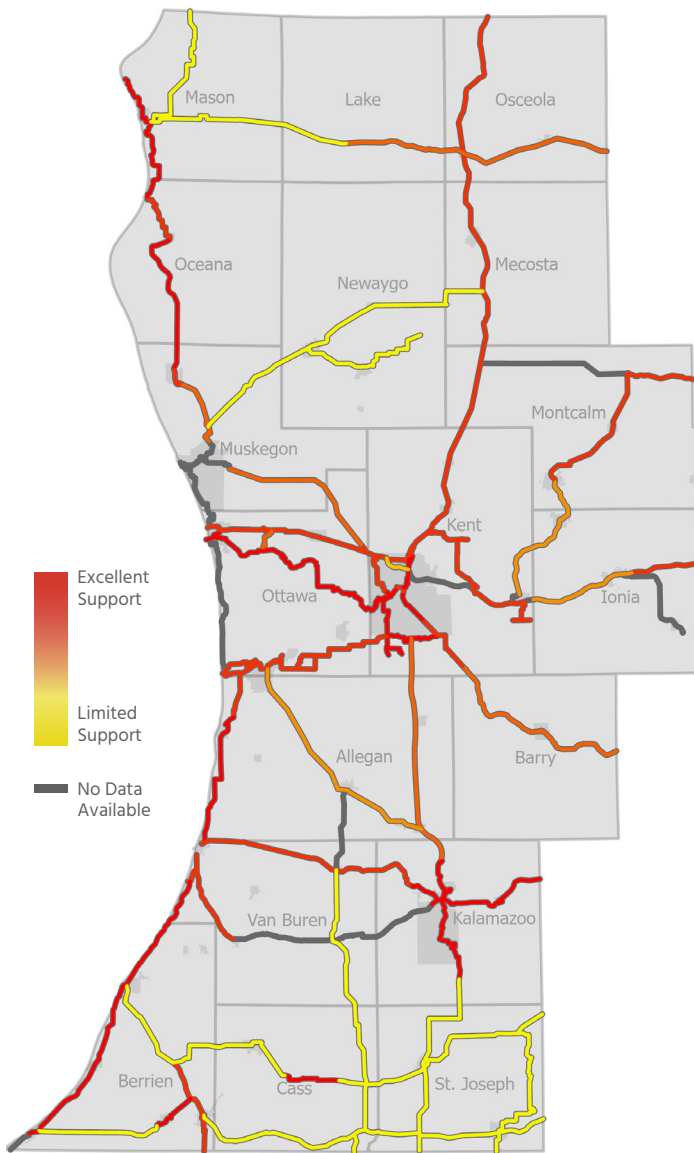 Mason
Lake
Osceola
Oceana
Newaygo
Mecosta
Montcalm
Muskegon
Kent
Ottawa
Ionia
Excellent
Support
Limited
Support
No Data
Available
Allegan
Barry
Van Buren
Kalamazoo
Berrien
Cass
St. Joseph